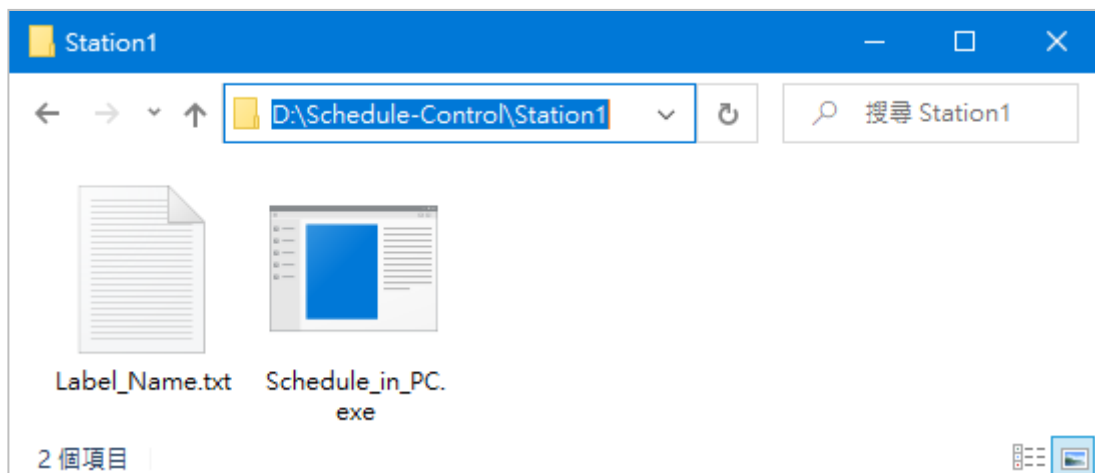 Station1
D:\Schedule-Control\Station1
搜尋 Station1
Label_Name.txt
Schedule_in_PC.
exe
2 個項目